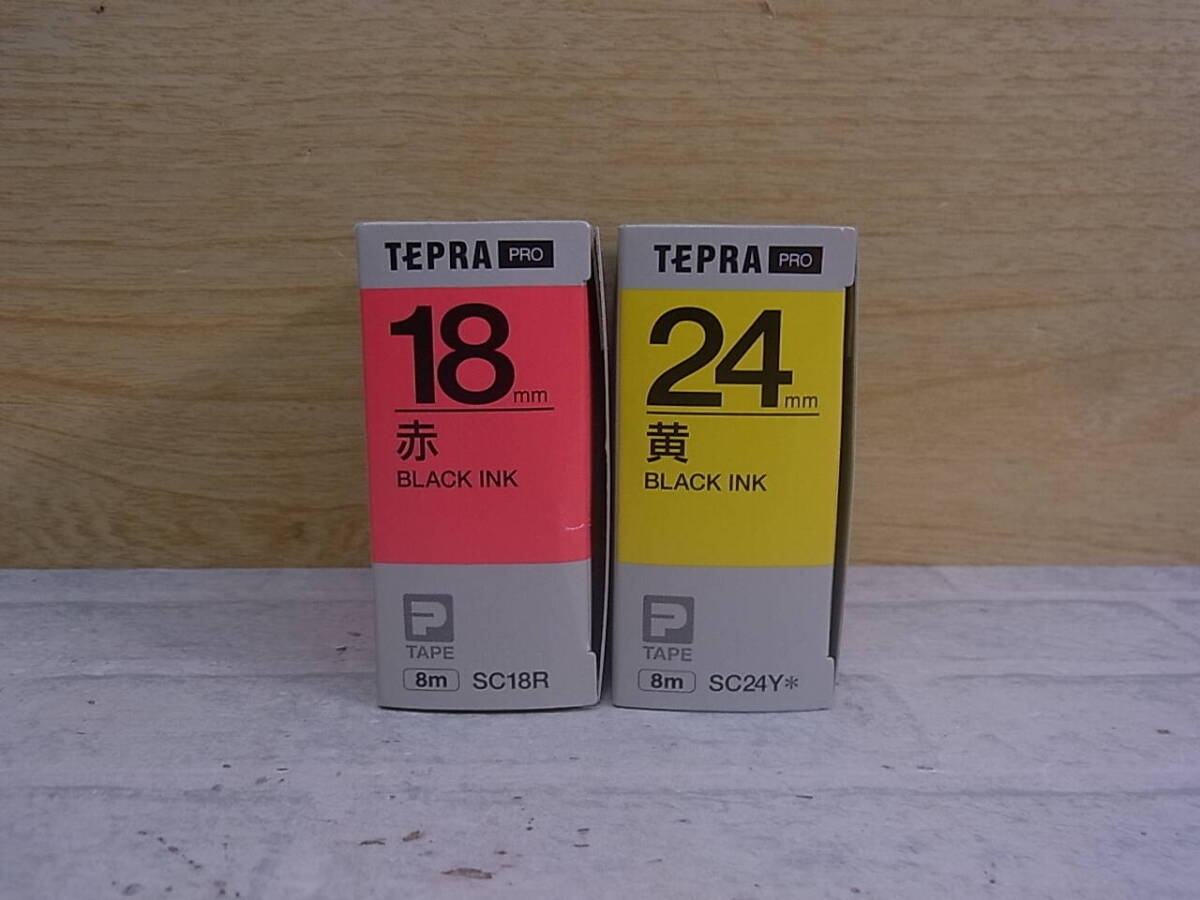 TEPRA PRO
18mm
赤
BLACK INK
TAPE
8m SC18R
TEPRA PRO
24mm
黄
BLACK INK
TAPE
8m SC24Y*